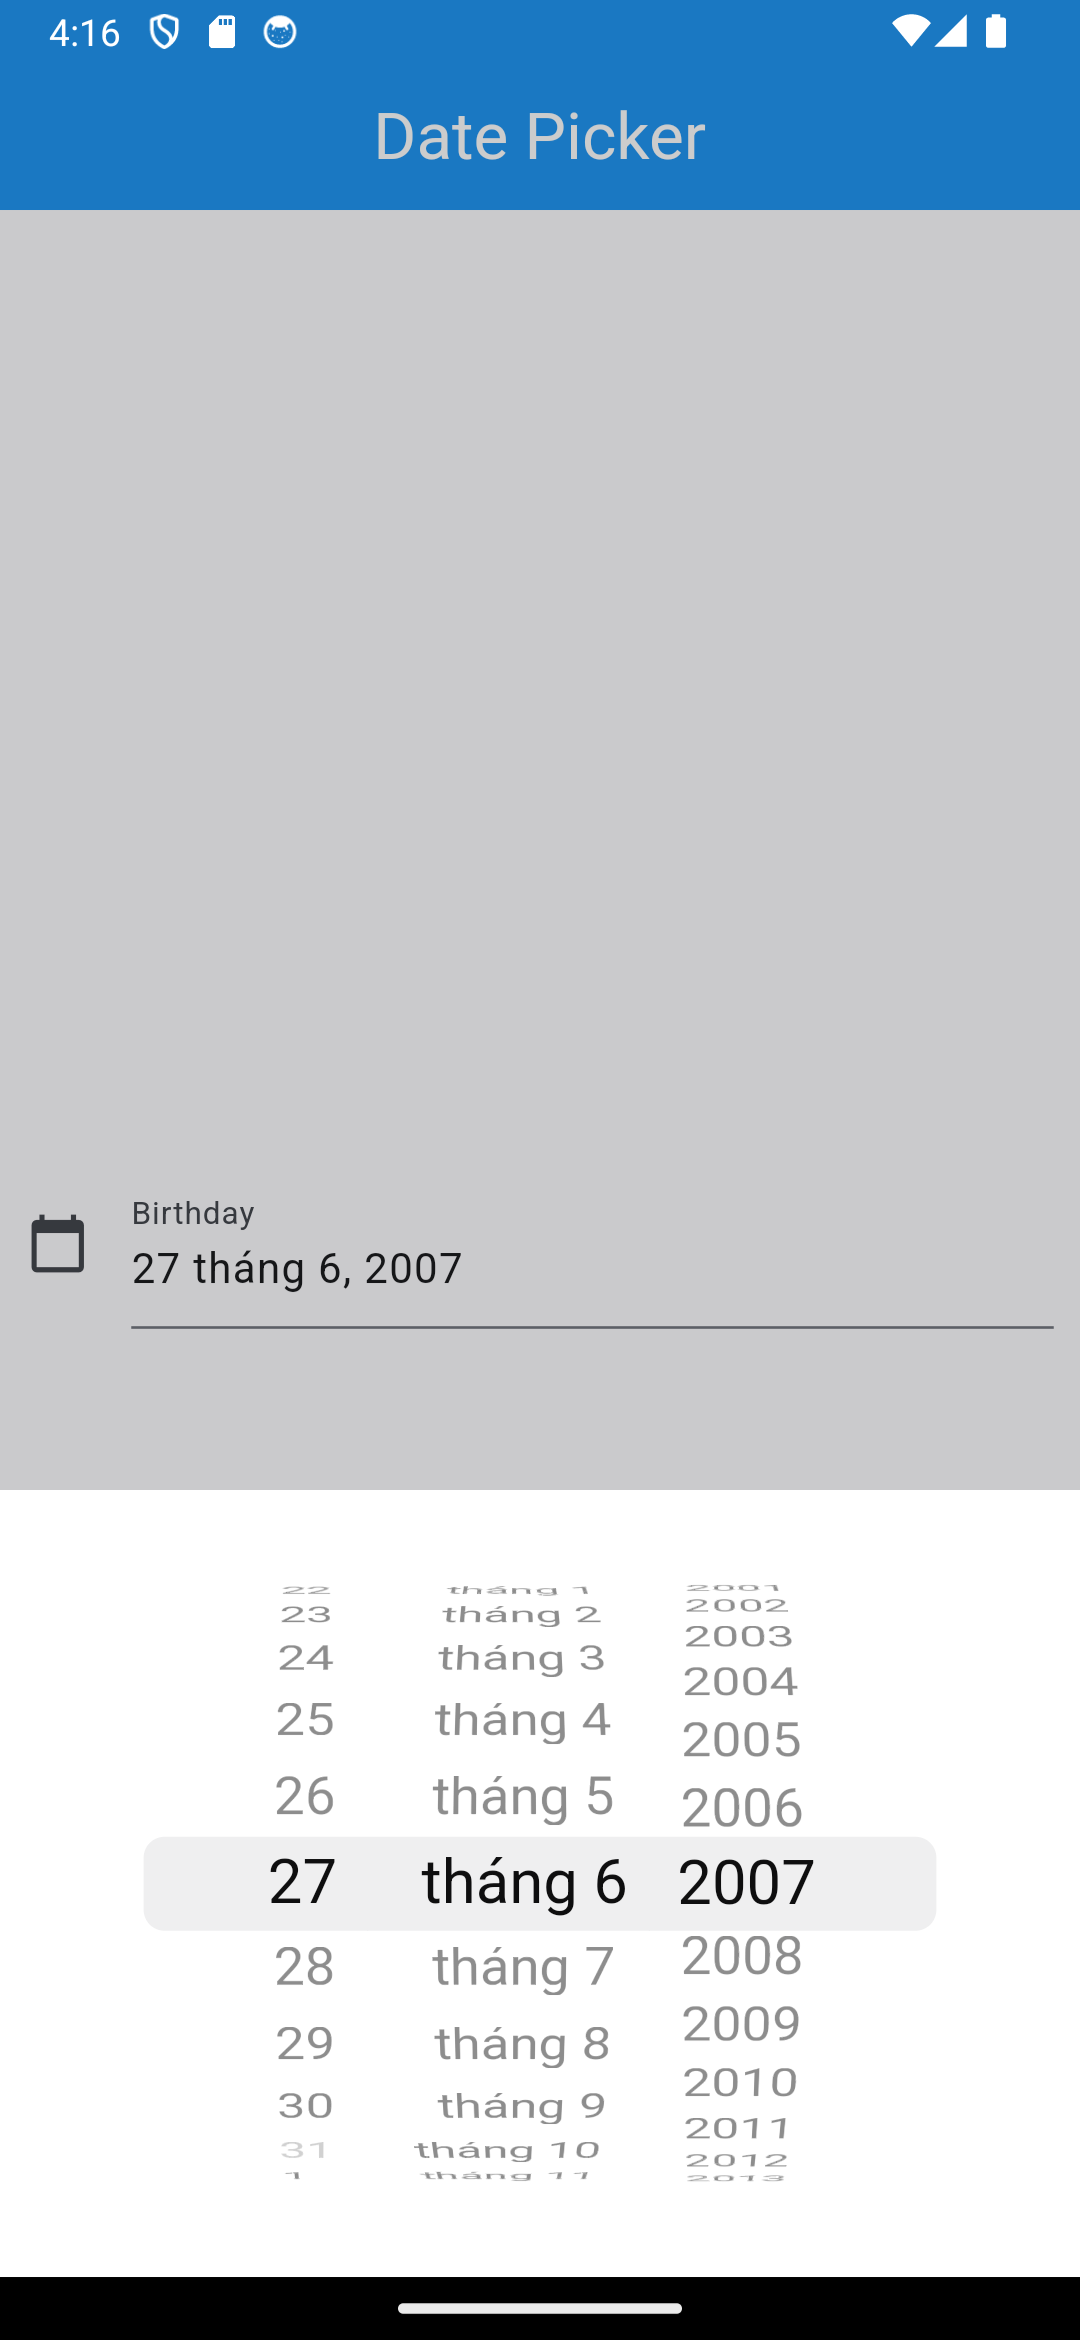 4:16
Date Picker
Birthday
27 tháng 6, 2007
22 tháng 1 2001
23 tháng 2 2002
24 tháng 3 2003
25 tháng 4 2004
26 tháng 5 2005
2006
27 tháng 6 2007
28 tháng 7 2008
29 tháng 8 2009
30 tháng 9 2010
31 tháng 10 2011
1 tháng 11 2012
2013